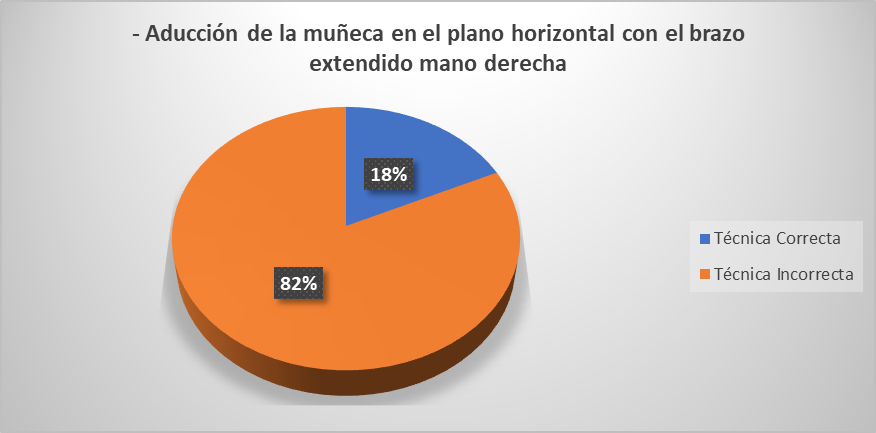 - Aducción de la muñeca en el plano horizontal con el brazo
extendido mano derecha
18%
82%
Técnica Correcta
Técnica Incorrecta